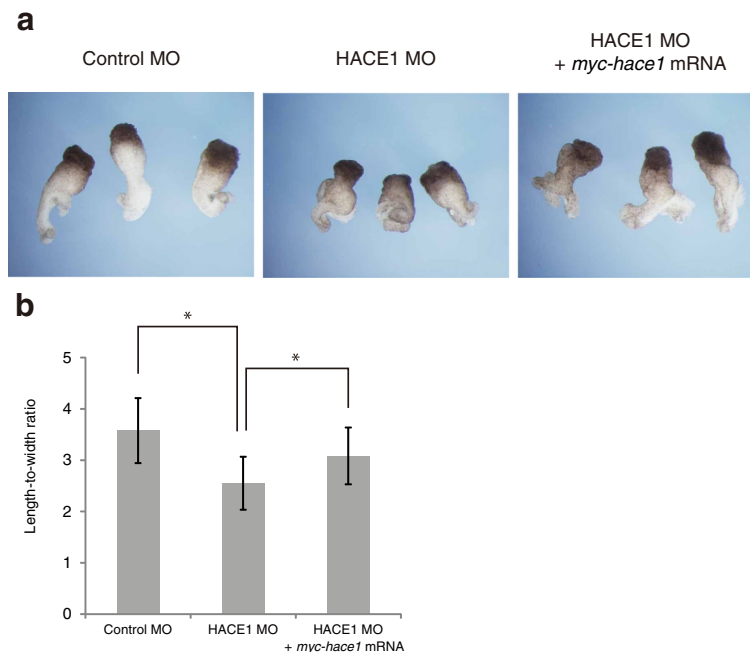 a
Control MO
HACE1 MO
HACE1 MO
+ myc-hace1 mRNA
b
*
*
5
4
3
2
1
0
Length-to-width ratio
Control MO
HACE1 MO
HACE1 MO
+ myc-hace1 mRNA